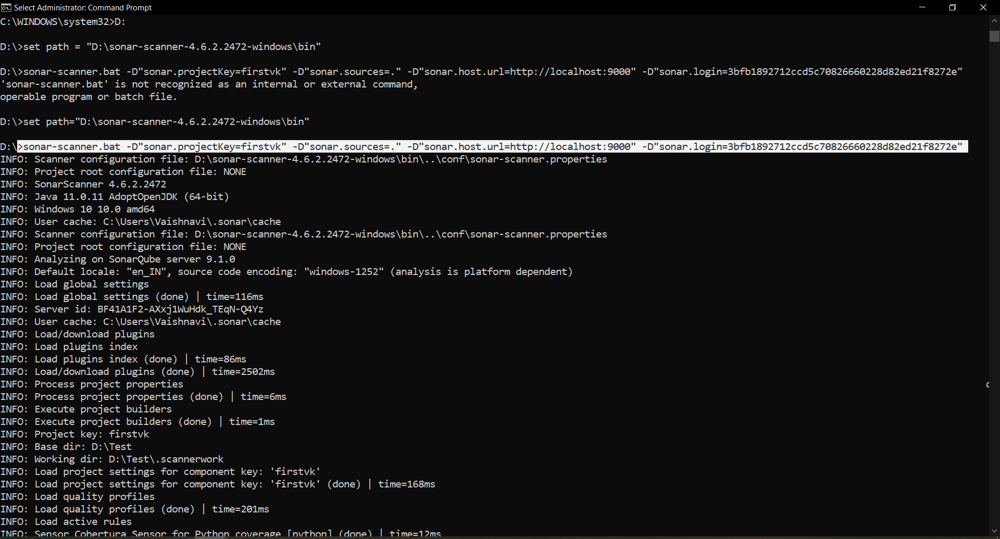 Select Administrator: Command Prompt
C:\WINDOWS\system32>D:
D:\>set path = "D:\sonar-scanner-4.6.2.2472-windows\bin"
D:\>sonar-scanner.bat -D"sonar.projectKey=firstvk" -D"sonar.sources=." -D"sonar.host.url=http://localhost:9000" -D"sonar.login=3bfb1892712ccd5c70826660228d82ed21f8272e"
'sonar-scanner.bat' is not recognized as an internal or external command,
operable program or batch file.
D:\>set path="D:\sonar-scanner-4.6.2.2472-windows\bin"
D:\>sonar-scanner.bat -D"sonar.projectKey=firstvk" -D"sonar.sources=." -D"sonar.host.url=http://localhost:9000" -D"sonar.login=3bfb1892712ccd5c70826660228d82ed21f8272e"
INFO: Scanner configuration file: D:\sonar-scanner-4.6.2.2472-windows\bin\..\conf\sonar-scanner.properties
INFO: Project root configuration file: NONE
INFO: SonarScanner 4.6.2.2472
INFO: Java 11.0.11 AdoptOpenJDK (64-bit)
INFO: Windows 10 10.0 amd64
INFO: User cache: C:\Users\Vaishnavi\.sonar\cache
INFO: Scanner configuration file: D:\sonar-scanner-4.6.2.2472-windows\bin\..\conf\sonar-scanner.properties
INFO: Project root configuration file: NONE
INFO: Analyzing on SonarQube server 9.1.0
INFO: Default locale: "en_IN", source code encoding: "windows-1252" (analysis is platform dependent)
INFO: Load global settings
INFO: Load global settings (done) | time=116ms
INFO: Server id: BF41A1F2-AXxj1WuHdk_TEqN-Q4Yz
INFO: User cache: C:\Users\Vaishnavi\.sonar\cache
INFO: Load/download plugins
INFO: Load plugins index
INFO: Load plugins index (done) | time=86ms
INFO: Load/download plugins (done) | time=2502ms
INFO: Process project properties
INFO: Process project properties (done) | time=6ms
INFO: Execute project builders
INFO: Execute project builders (done) | time=1ms
INFO: Project key: firstvk
INFO: Base dir: D:\Test
INFO: Working dir: D:\Test\.scannerwork
INFO: Load project settings for component key: 'firstvk'
INFO: Load project settings for component key: 'firstvk' (done) | time=168ms
INFO: Load quality profiles
INFO: Load quality profiles (done) | time=201ms
INFO: Load active rules
INFO: Sensor Cobertura Sensor for Python coverage [python] (done) | time=12ms